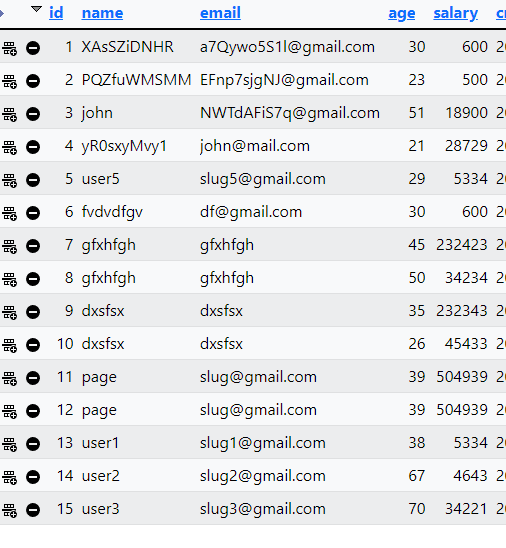 id name email age salary
1 XAsSZiDNHR a7Qywo5S1l@gmail.com 30 600
2 PQZfuWMSMM EFnp7sjgNJ@gmail.com 23 500
3 john NWTdAFiS7q@gmail.com 51 18900
4 yR0sxyMvy1 john@mail.com 21 28729
5 user5 slug5@gmail.com 29 5334
6 fvdvdfgv df@gmail.com 30 600
7 gfxhfgh gfxhfgh 45 232423
8 gfxhfgh gfxhfgh 50 34234
9 dxsfsx dxsfsx 35 232343
10 dxsfsx dxsfsx 26 45433
11 page slug@gmail.com 39 504939
12 page slug@gmail.com 39 504939
13 user1 slug1@gmail.com 38 5334
14 user2 slug2@gmail.com 67 4643
15 user3 slug3@gmail.com 70 34221